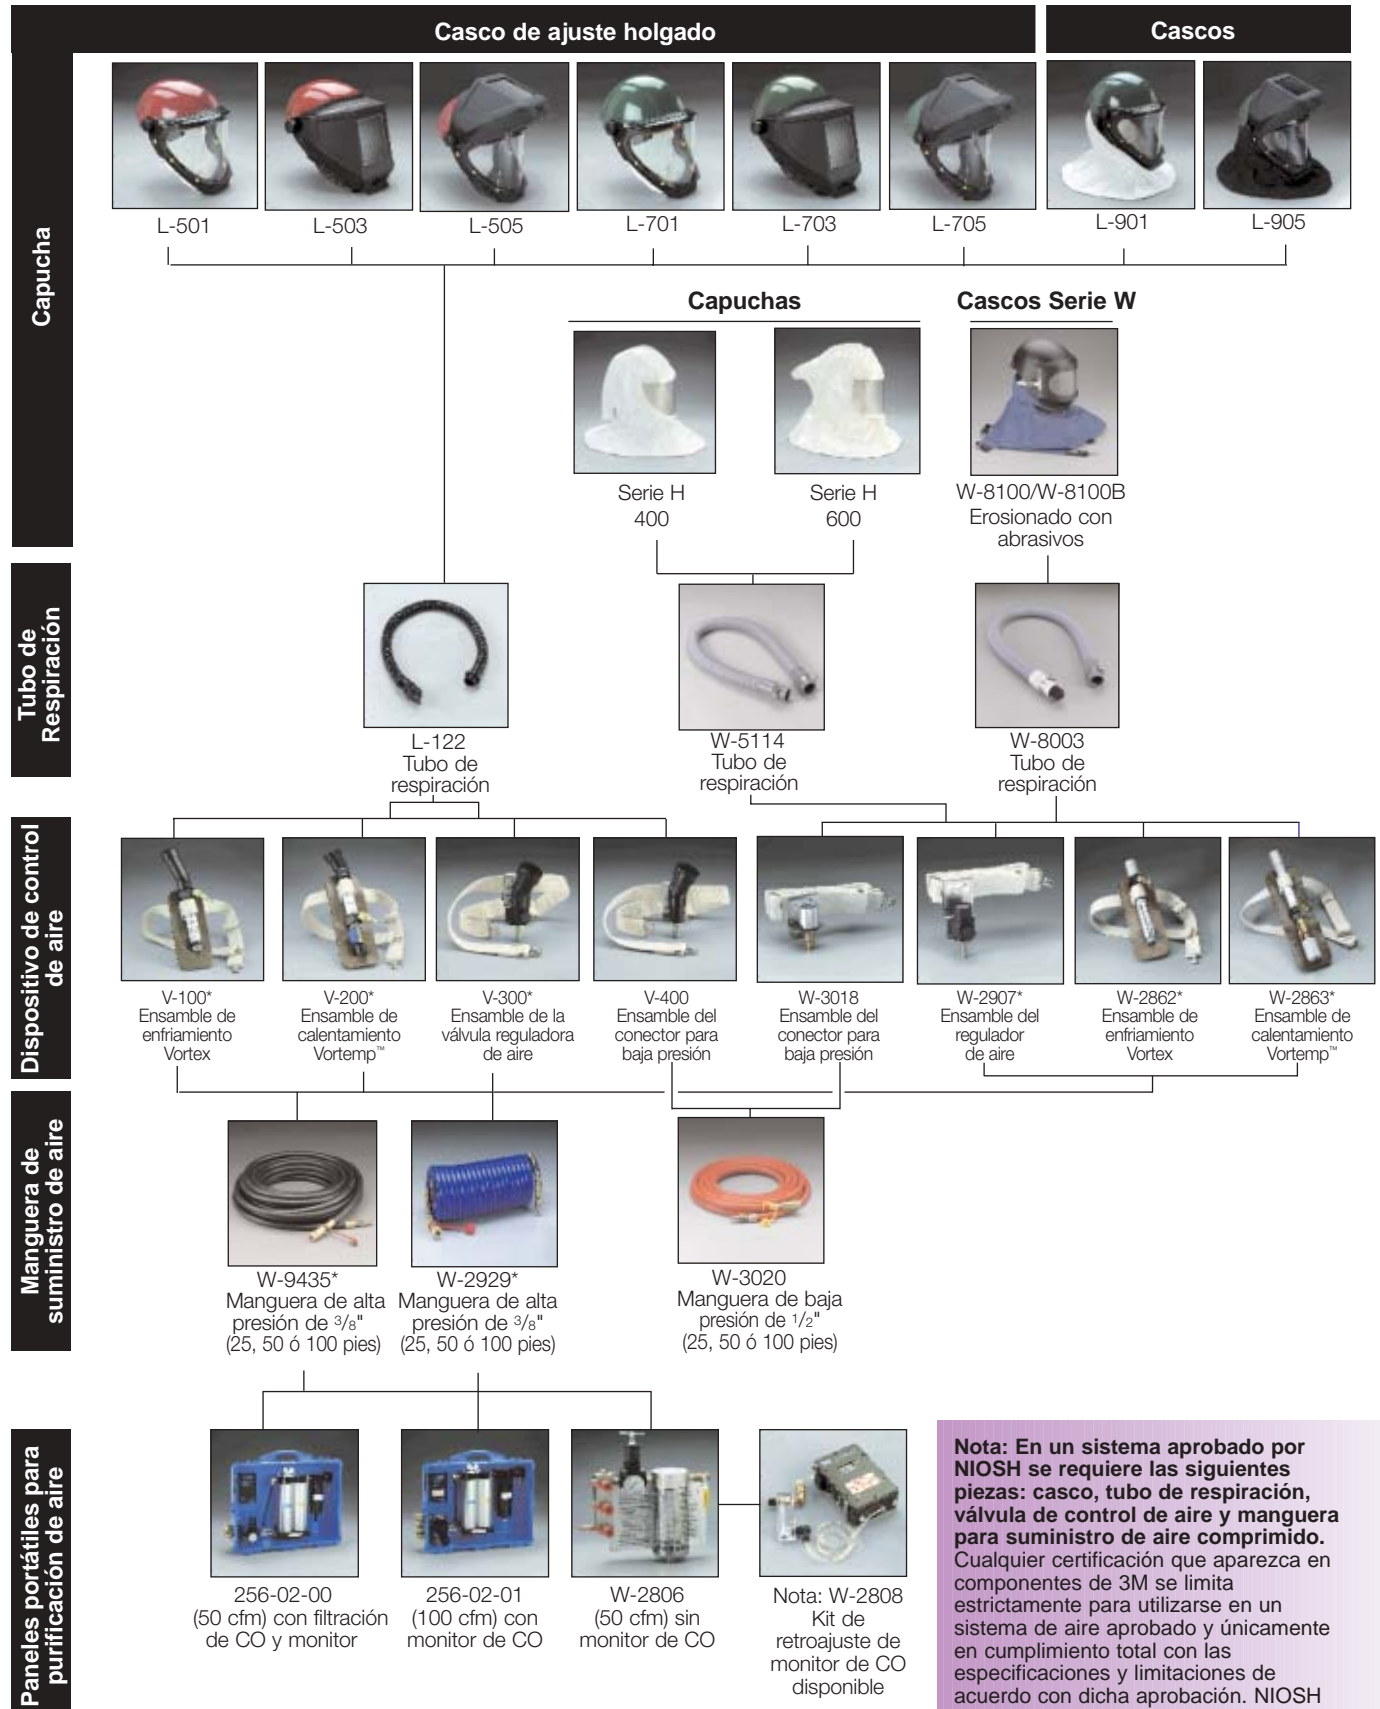 Casco de ajuste holgado
Cascos
Capucha
L-501
L-503
L-505
L-701
L-703
L-705
L-901
L-905
Capuchas
Cascos Serie W
Serie H
400
Serie H
600
W-8100/W-8100B
Erosionado con
abrasivos
Tubo de
Respiración
L-122
Tubo de
respiración
W-5114
Tubo de
respiración
W-8003
Tubo de
respiración
Dispositivo de control
de aire
V-100*
Ensamble de
enfriamiento
Vortex
V-200*
Ensamble de
calentamiento
Vortemp™
V-300*
Ensamble de la
válvula reguladora
de aire
V-400
Ensamble del
conector para
baja presión
W-3018
Ensamble del
conector para
baja presión
W-2907*
Ensamble del
regulador
de aire
W-2862*
Ensamble de
enfriamiento
Vortex
W-2863*
Ensamble de
calentamiento
Vortemp™
Manguera de
suministro de aire
W-9435*
Manguera de alta
presión de 3/8"
(25, 50 ó 100 pies)
W-2929*
Manguera de alta
presión de 3/8"
(25, 50 ó 100 pies)
W-3020
Manguera de baja
presión de 1/2"
(25, 50 ó 100 pies)
Paneles portátiles para
purificación de aire
256-02-00
(50 cfm) con filtración
de CO y monitor
256-02-01
(100 cfm) con
monitor de CO
W-2806
(50 cfm) sin
monitor de CO
Nota: W-2808
Kit de
retroajuste de
monitor de CO
disponible
Nota: En un sistema aprobado por
NIOSH se requiere las siguientes
piezas: casco, tubo de respiración,
válvula de control de aire y manguera
para suministro de aire comprimido.
Cualquier certificación que aparezca en
componentes de 3M se limita
estrictamente para utilizarse en un
sistema de aire aprobado y únicamente
en cumplimiento total con las
especificaciones y limitaciones de
acuerdo con dicha aprobación. NIOSH